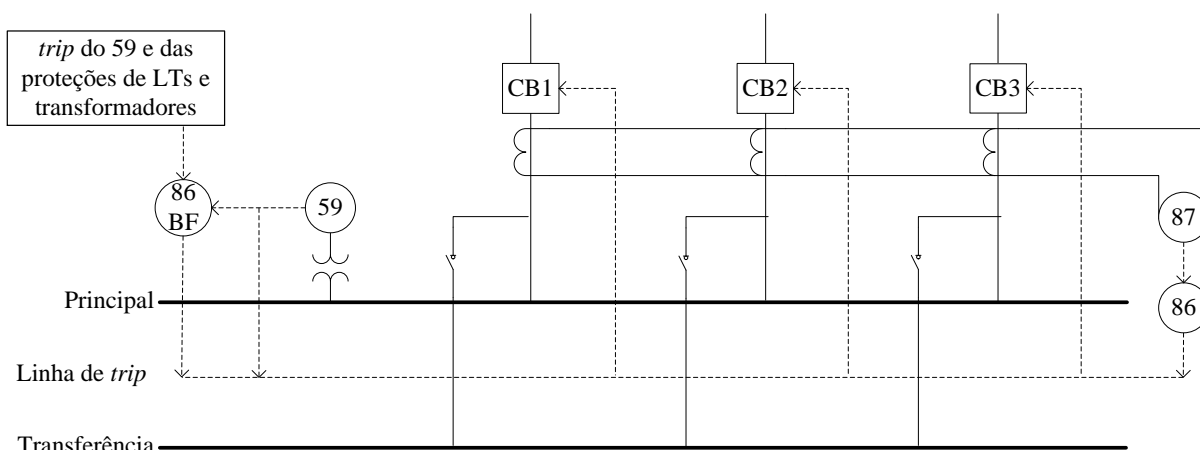 trip do 59 e das
proteções de LTs e
transformadores
CB1
CB2
CB3
86
BF
59
87
Principal
86
Linha de trip
Transferência